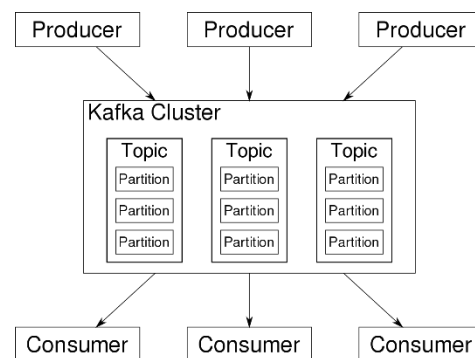 Producer Producer Producer
Kafka Cluster
Topic Topic Topic
Partition Partition Partition
Partition Partition Partition
Partition Partition Partition
Consumer Consumer Consumer